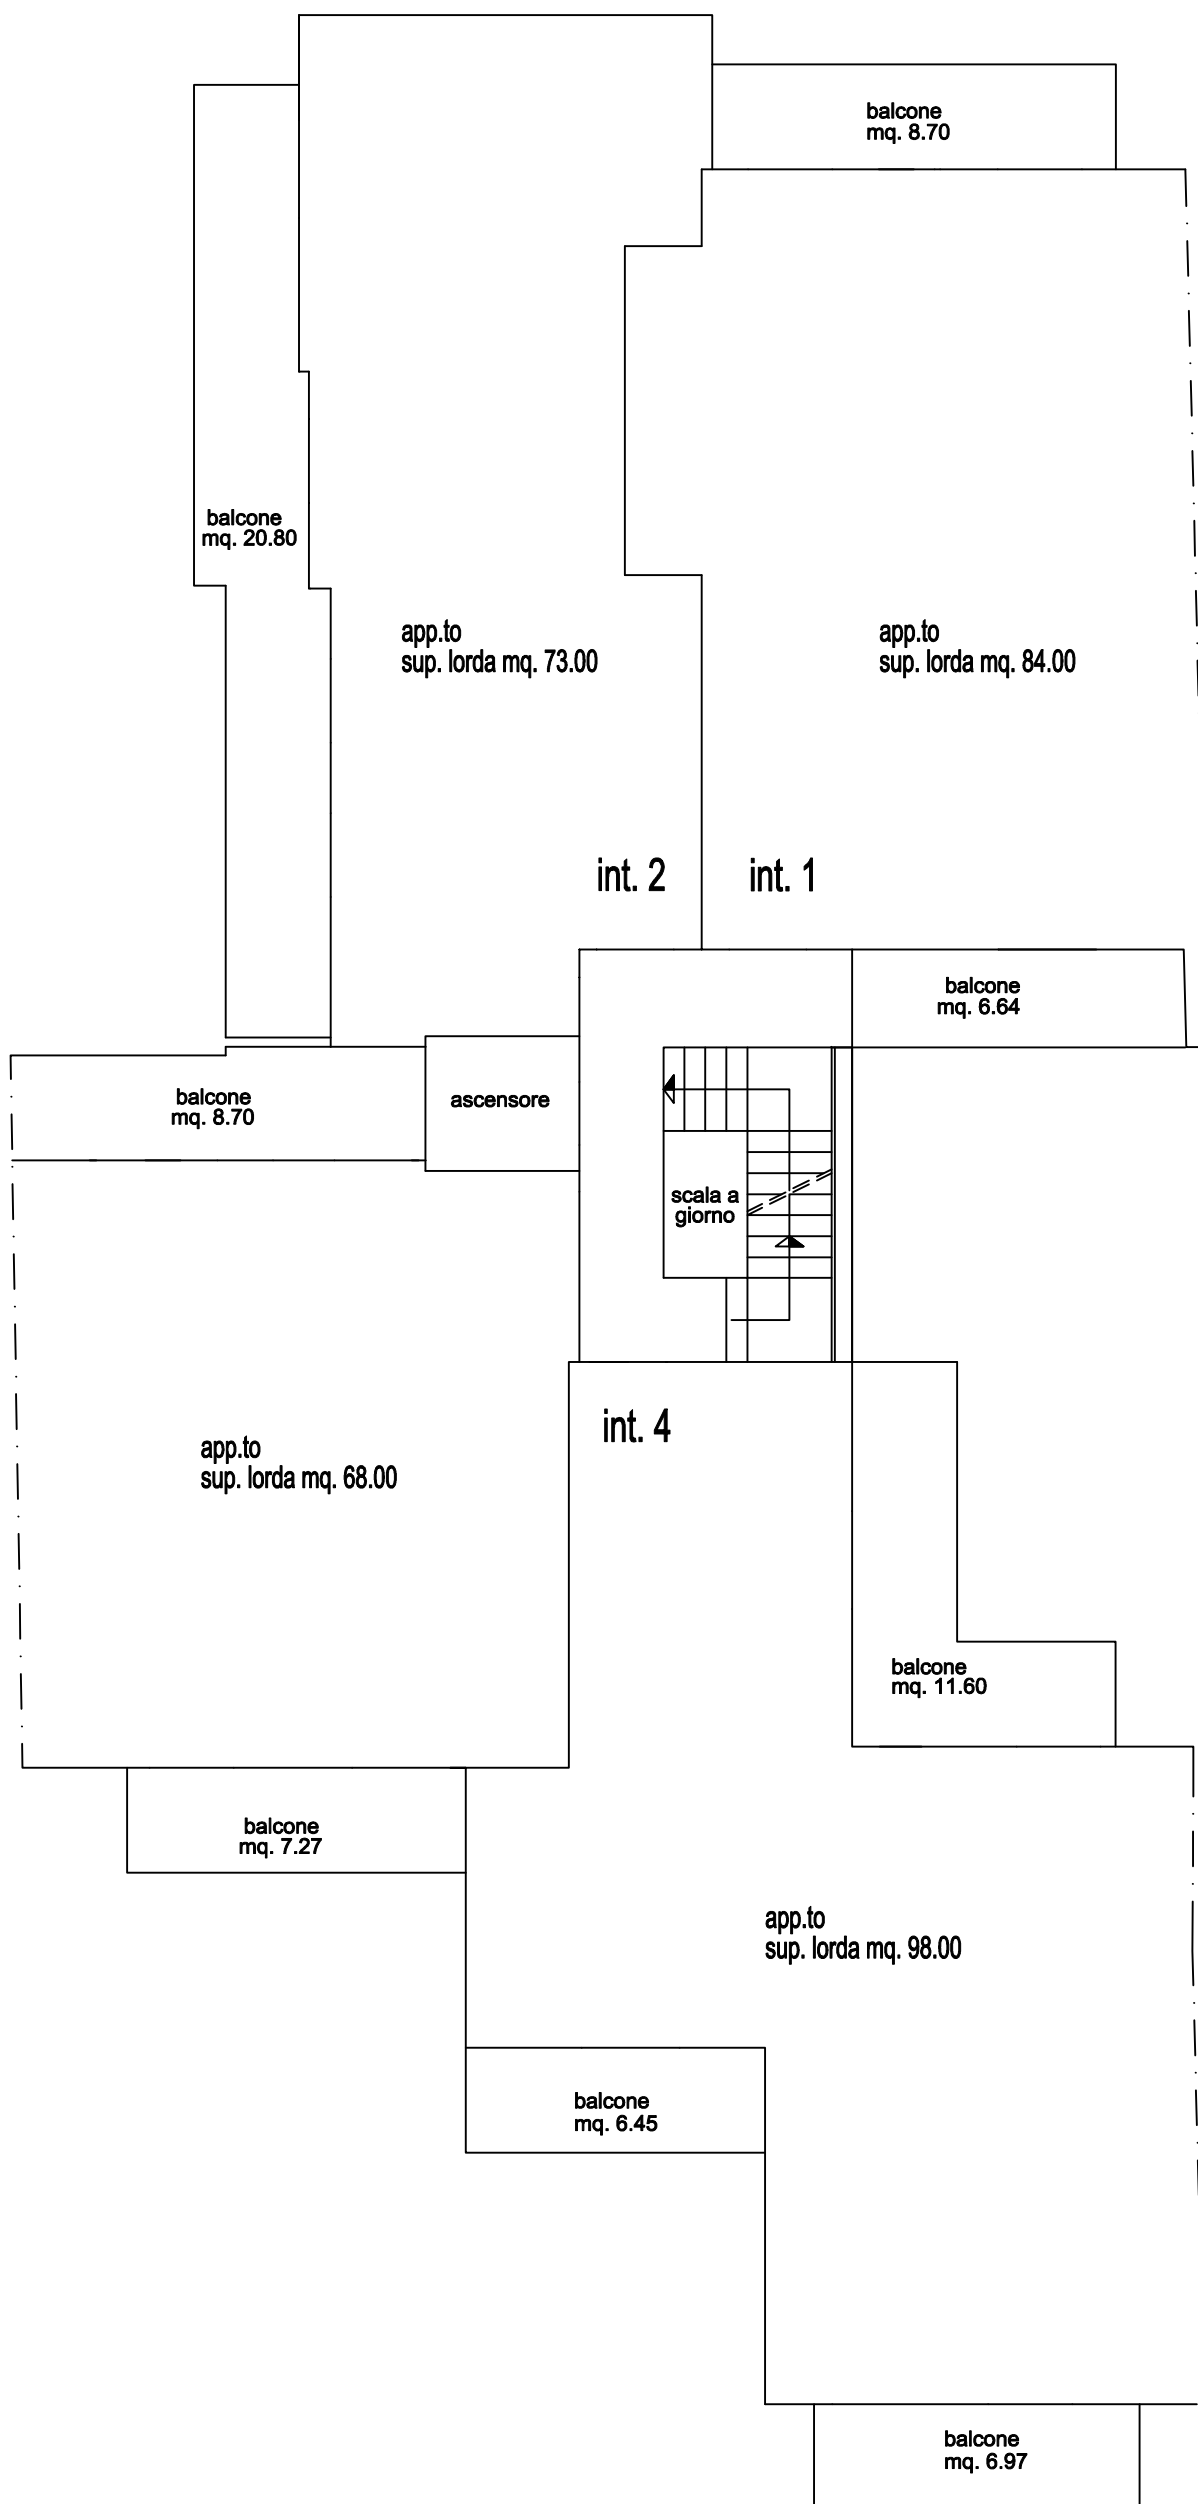 balcone
mq. 8.70
balcone
mq. 20.80
app.to
sup. lorda mq. 73.00
app.to
sup. lorda mq. 84.00
int. 2
int. 1
balcone
mq. 6.64
balcone
mq. 8.70
ascensore
scala a
giorno
int. 4
app.to
sup. lorda mq. 68.00
balcone
mq. 11.60
balcone
mq. 7.27
app.to
sup. lorda mq. 98.00
balcone
mq. 6.45
balcone
mq. 6.97